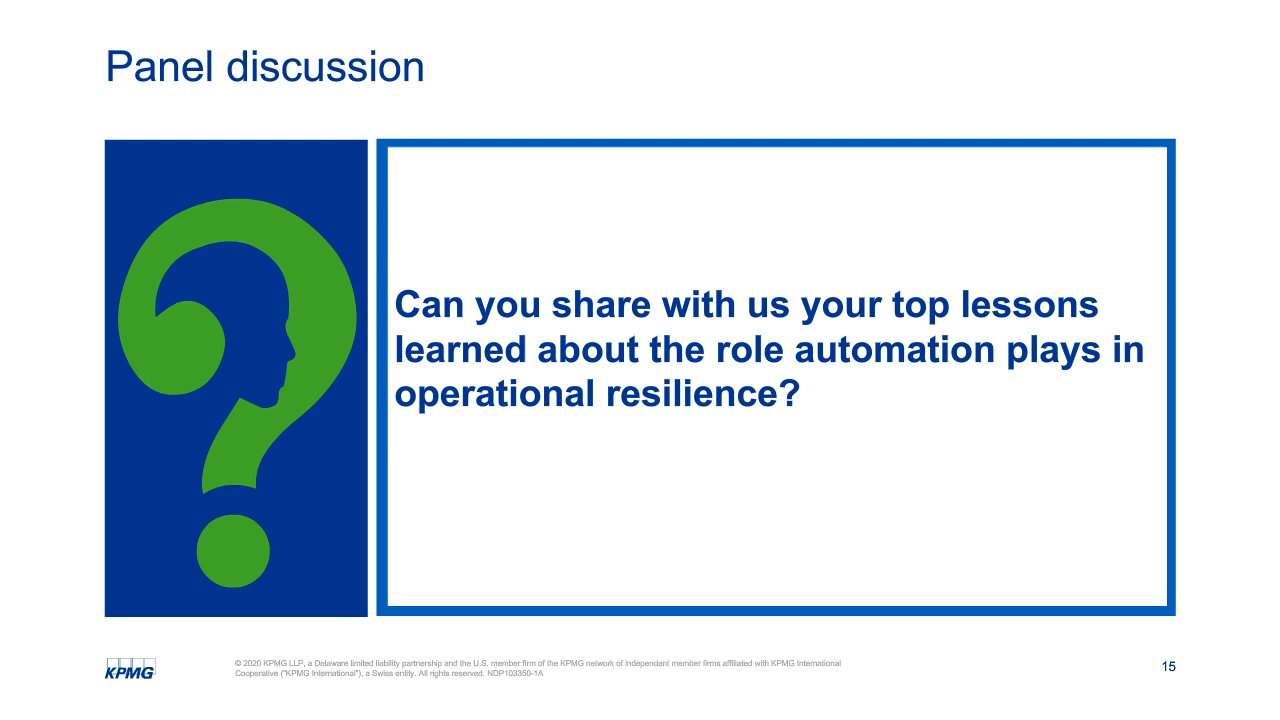 Panel discussion
Can you share with us your top lessons
learned about the role automation plays in
operational resilience?
KPMG
© 2020 KPMG LLP, a Delaware limited liability partnership and the U.S. member firm of the KPMG network of independent member firms affiliated with KPMG International
Cooperative ("KPMG International"), a Swiss entity. All rights reserved. NDP103350-1A
15